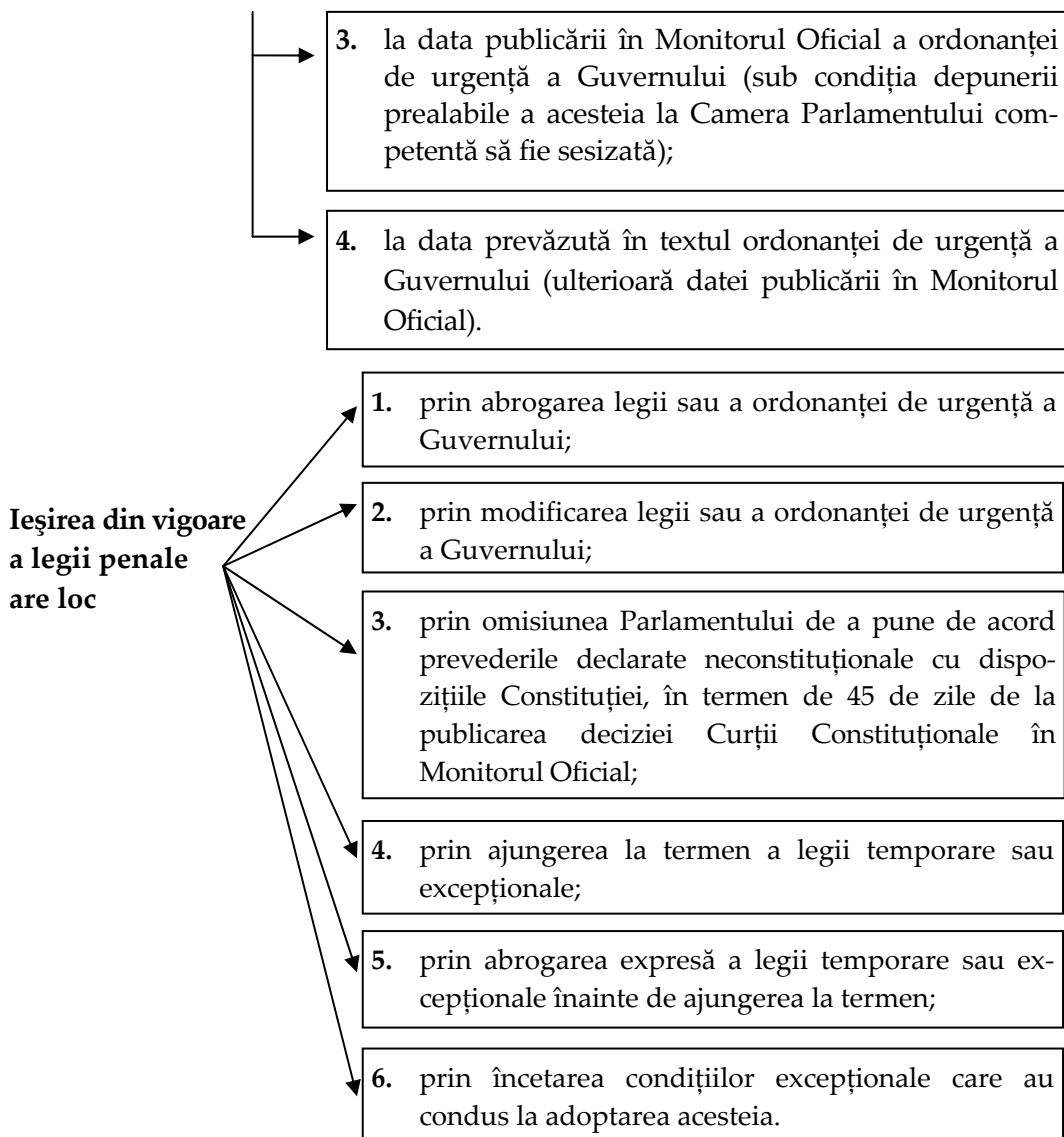 3. la data publicării în Monitorul Oficial a ordonanței
de urgență a Guvernului (sub condiția depunerii
prealabile a acesteia la Camera Parlamentului com-
petentă să fie sesizată);
4. la data prevăzută în textul ordonanței de urgență a
Guvernului (ulterioară datei publicării în Monitorul
Oficial).
1. prin abrogarea legii sau a ordonanței de urgență a
Guvernului;
2. prin modificarea legii sau a ordonanței de urgență
a Guvernului;
Ieşirea din vigoare
a legii penale
are loc
3. prin omisiunea Parlamentului de a pune de acord
prevederile declarate neconstituționale cu dispo-
zițiile Constituției, în termen de 45 de zile de la
publicarea deciziei Curții Constituționale în
Monitorul Oficial;
4. prin ajungerea la termen a legii temporare sau
excepționale;
5. prin abrogarea expresă a legii temporare sau ex-
cepționale înainte de ajungerea la termen;
6. prin încetarea condițiilor excepționale care au
condus la adoptarea acesteia.